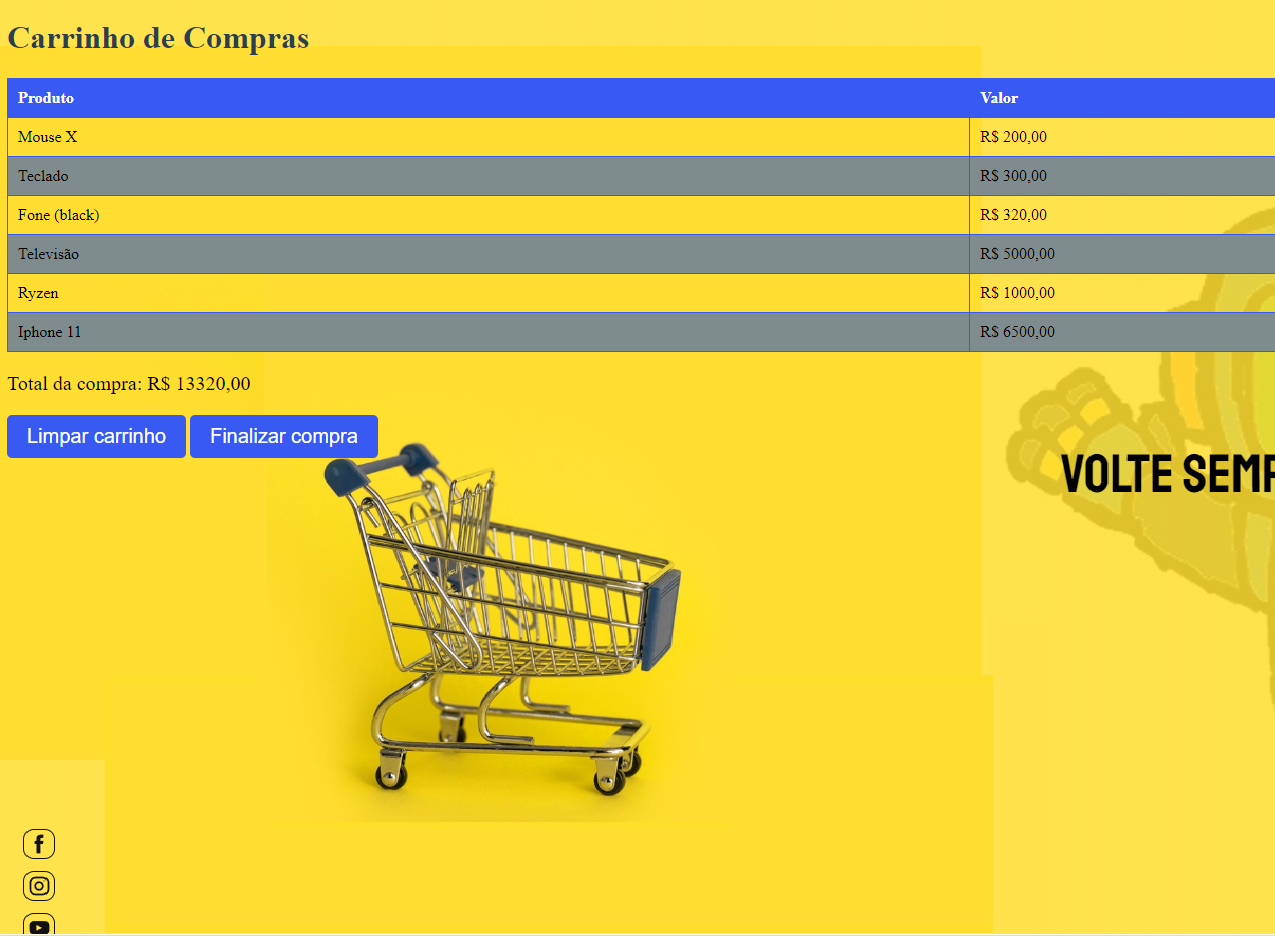 Carrinho de Compras
Produto Valor
Mouse X R$ 200,00
Teclado R$ 300,00
Fone (black) R$ 320,00
Televisão R$ 5000,00
Ryzen R$ 1000,00
Iphone 11 R$ 6500,00
Total da compra: R$ 13320,00
Limpar carrinho Finalizar compra
VOLTE SEMP